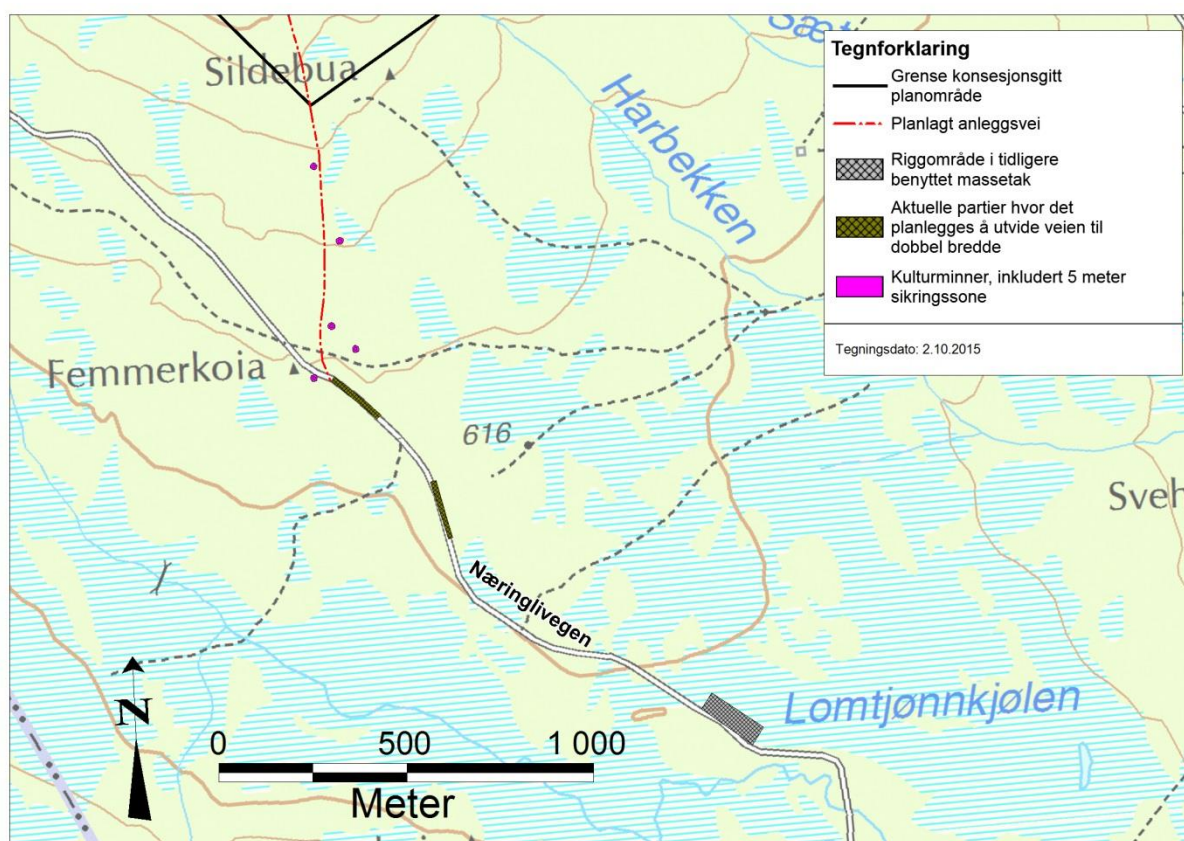 Sildebua
Harbekken
Femmerkoia
616
Næringlivegen
Lomtjønnkjølen
N
0 500 1 000
Meter
Tegnforklaring
Grense konsesjonsgitt
planområde
Planlagt anleggsvei
Riggområde i tidligere
benyttet massetak
Aktuelle partier hvor det
planlegges å utvide veien til
dobbel bredde
Kulturminner, inkludert 5 meter
sikringssone
Tegningsdato: 2.10.2015